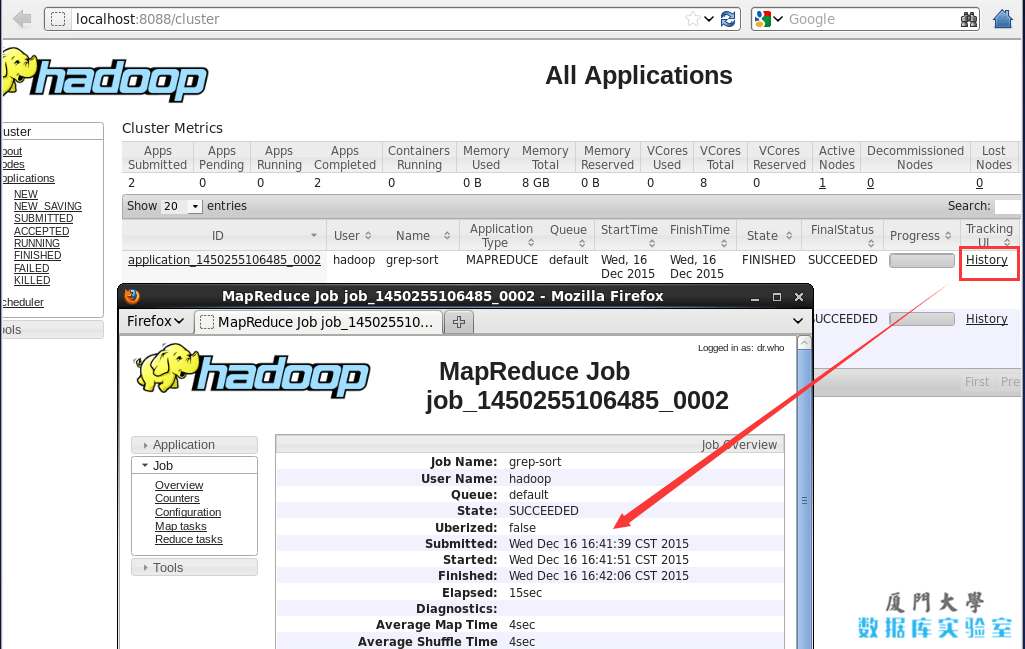 localhost:8088/cluster
Google
hadoop
All Applications
Cluster Metrics
Apps Submitted Apps Pending Apps Running Apps Completed Containers Running Memory Used Memory Total Memory Reserved VCores Used VCores Total VCores Reserved Active Nodes Decommissioned Nodes Lost Nodes
2 0 0 2 0 0 B 8 GB 0 B 0 8 0 1 0 0
Show 20 entries Search:
ID User Name Application Type Queue StartTime FinishTime State FinalStatus Progress Tracking UI
application_1450255106485_0002 hadoop grep-sort MAPREDUCE default Wed, 16 Dec 2015 Wed, 16 Dec 2015 FINISHED SUCCEEDED History
UCCEEDED History
First Pre
uster
bout
odes
pplications
NEW
NEW_SAVING
SUBMITTED
ACCEPTED
RUNNING
FINISHED
FAILED
KILLED
cheduler
ools
MapReduce Job job_1450255106485_0002 - Mozilla Firefox
Firefox
MapReduce Job job_145025510...
Logged in as: dr.who
hadoop
MapReduce Job
job_1450255106485_0002
Application
Job
Overview
Counters
Configuration
Map tasks
Reduce tasks
Tools
Job Overview
Job Name: grep-sort
User Name: hadoop
Queue: default
State: SUCCEEDED
Uberized: false
Submitted: Wed Dec 16 16:41:39 CST 2015
Started: Wed Dec 16 16:41:51 CST 2015
Finished: Wed Dec 16 16:42:06 CST 2015
Elapsed: 15sec
Diagnostics:
Average Map Time 4sec
Average Shuffle Time 4sec
厦門大學
数据库实验室